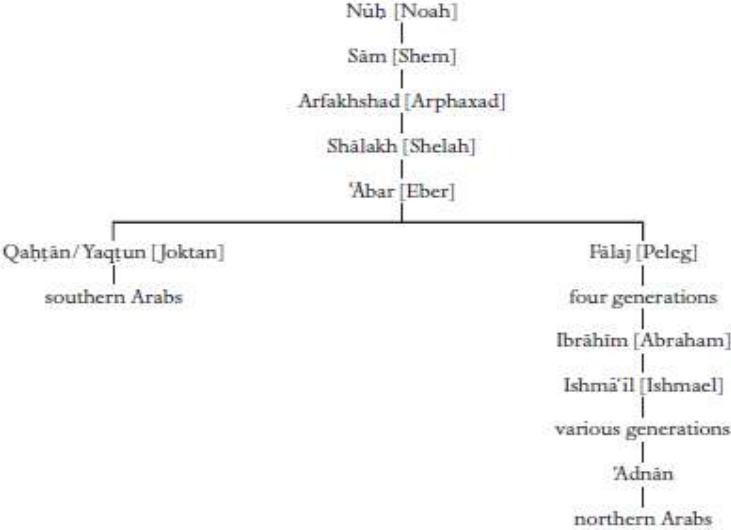 Nūḥ [Noah]
Sām [Shem]
Arfakhshad [Arphaxad]
Shālakh [Shelah]
ʿĀbar [Eber]
Qaḥṭān/Yaqṭun [Joktan]
Fālaj [Peleg]
southern Arabs
four generations
Ibrāhīm [Abraham]
Ishmāʿīl [Ishmael]
various generations
ʿAdnān
northern Arabs